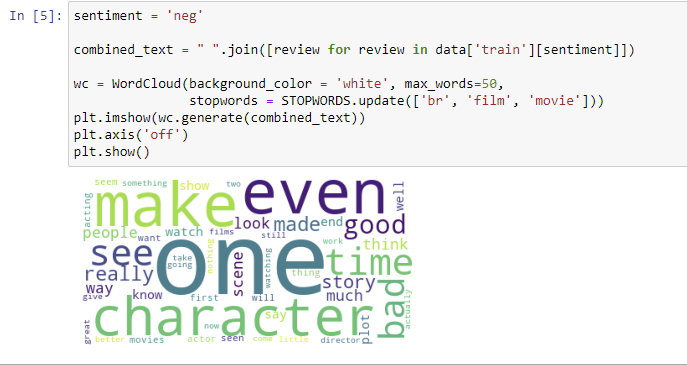 In [5]: sentiment = 'neg'
combined_text = " ".join([review for review in data['train'][sentiment]])
wc = WordCloud(background_color = 'white', max_words=50,
stopwords = STOPWORDS.update(['br', 'film', 'movie']))
plt.imshow(wc.generate(combined_text))
plt.axis('off')
plt.show()
seem something show two
acting make even well
people want watch look films made end good
still work think
see take going nothing one scene watching thing time
really story
way know first will much bad actually
give
great character say plot
now
better movies actor seen come little director